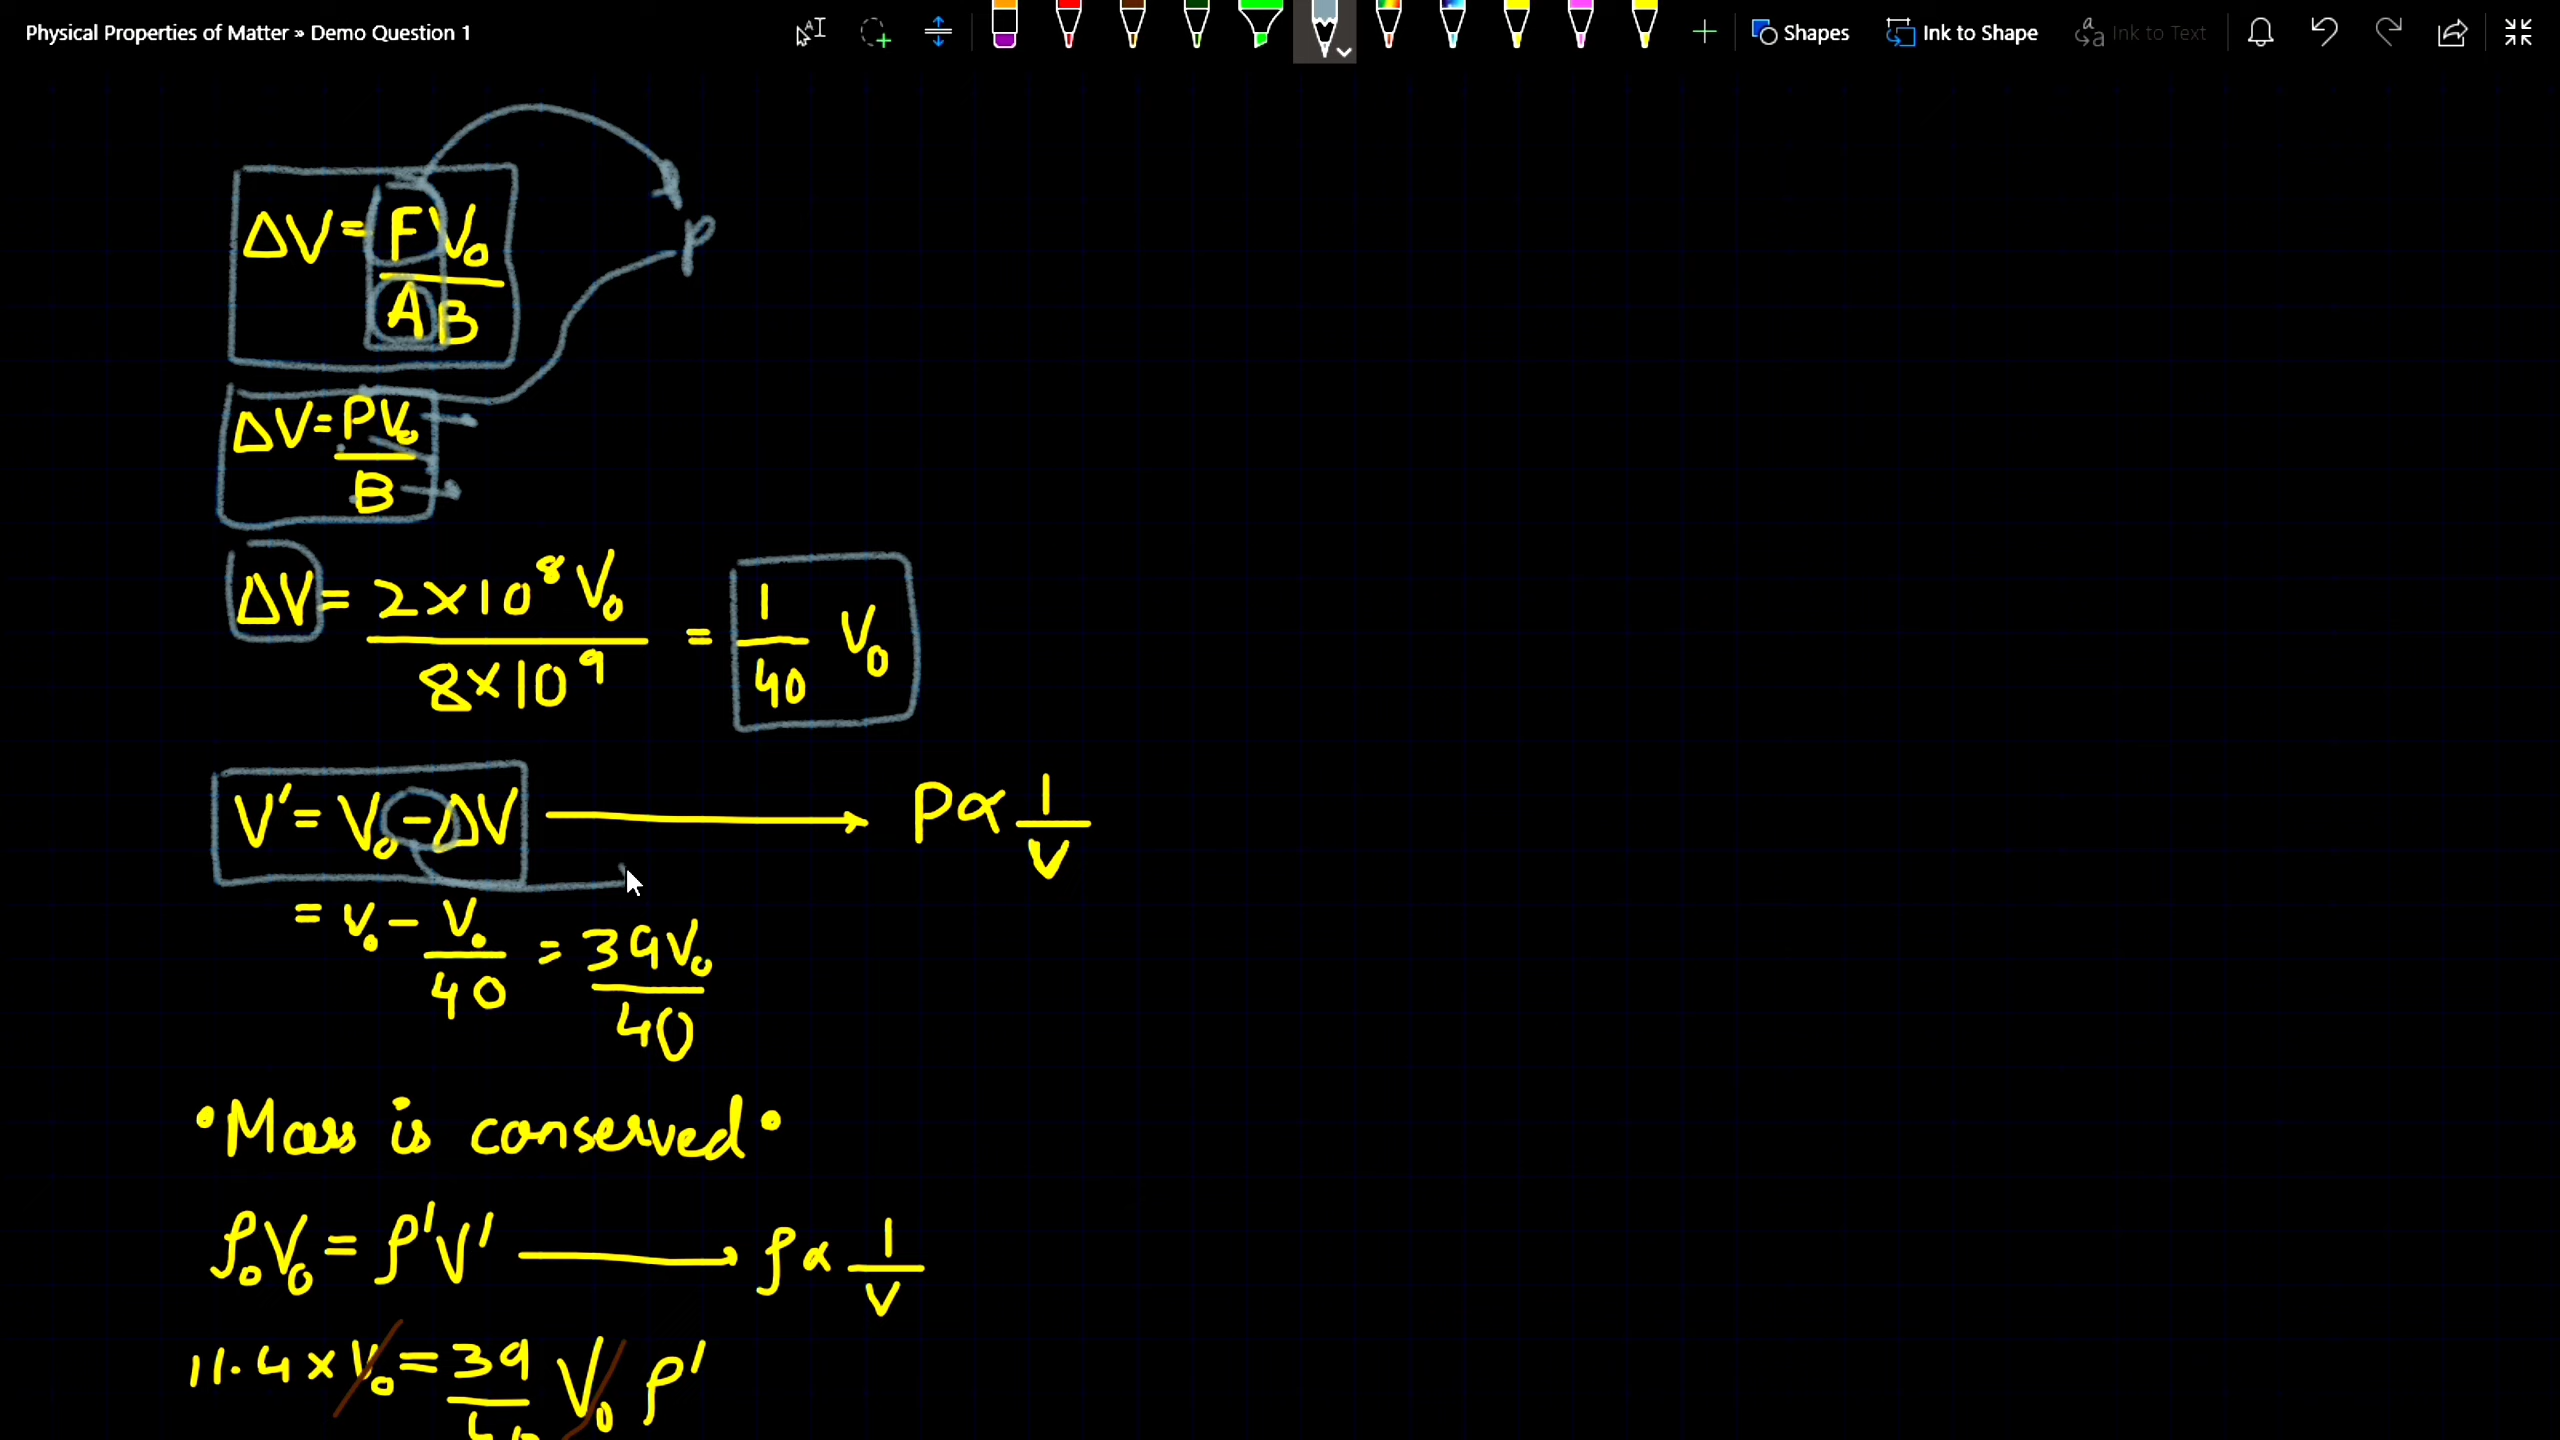 Physical Properties of Matter » Demo Question 1
Shapes
Ink to Shape
Ink to Text
ΔV = FV₀ / AB
P
ΔV = PV₀ / B
ΔV = 2×10⁸ V₀ / 8×10⁹ = 1/40 V₀
V' = V₀ − ΔV → P ∝ 1/V
= V₀ − V₀/40 = 39V₀/40
• Mass is conserved •
ρ₀V₀ = ρ'V' → ρ ∝ 1/V
11.4 × V₀ = 39/40 V₀ ρ'